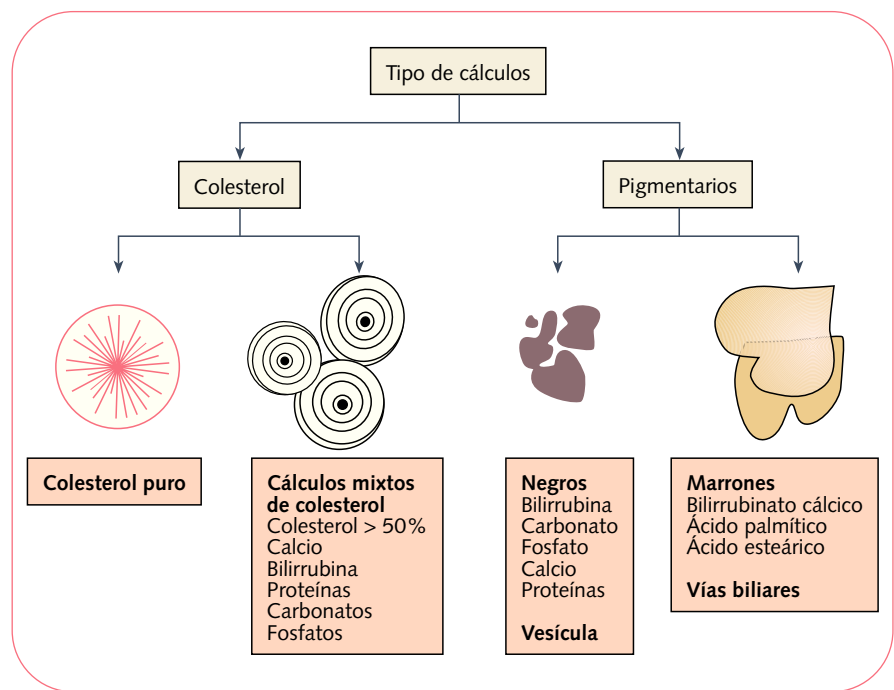 Tipo de cálculos
Colesterol
Pigmentarios
Colesterol puro
Cálculos mixtos
de colesterol
Colesterol > 50%
Calcio
Bilirrubina
Proteínas
Carbonatos
Fosfatos
Negros
Bilirrubina
Carbonato
Fosfato
Calcio
Proteínas
Vesícula
Marrones
Bilirrubinato cálcico
Ácido palmítico
Ácido esteárico
Vías biliares